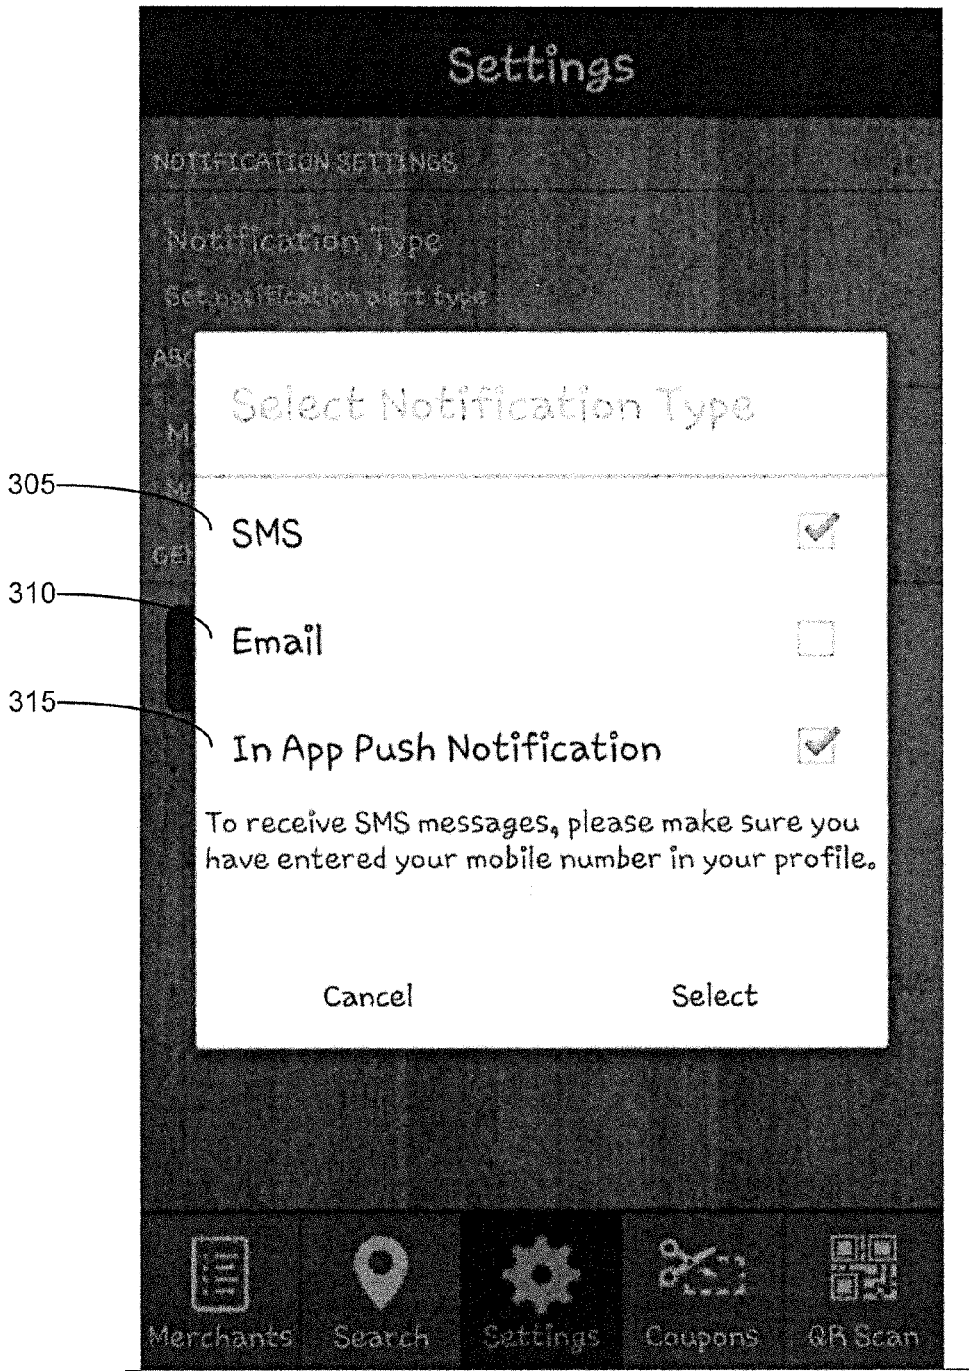 Settings
NOTIFICATION SETTINGS
Notification Type
Set notification alert type
Select Notification Type
305
SMS
310
Email
315
In App Push Notification
To receive SMS messages, please make sure you
have entered your mobile number in your profile.
Cancel
Select
Merchants
Search
Settings
Coupons
QR Scan